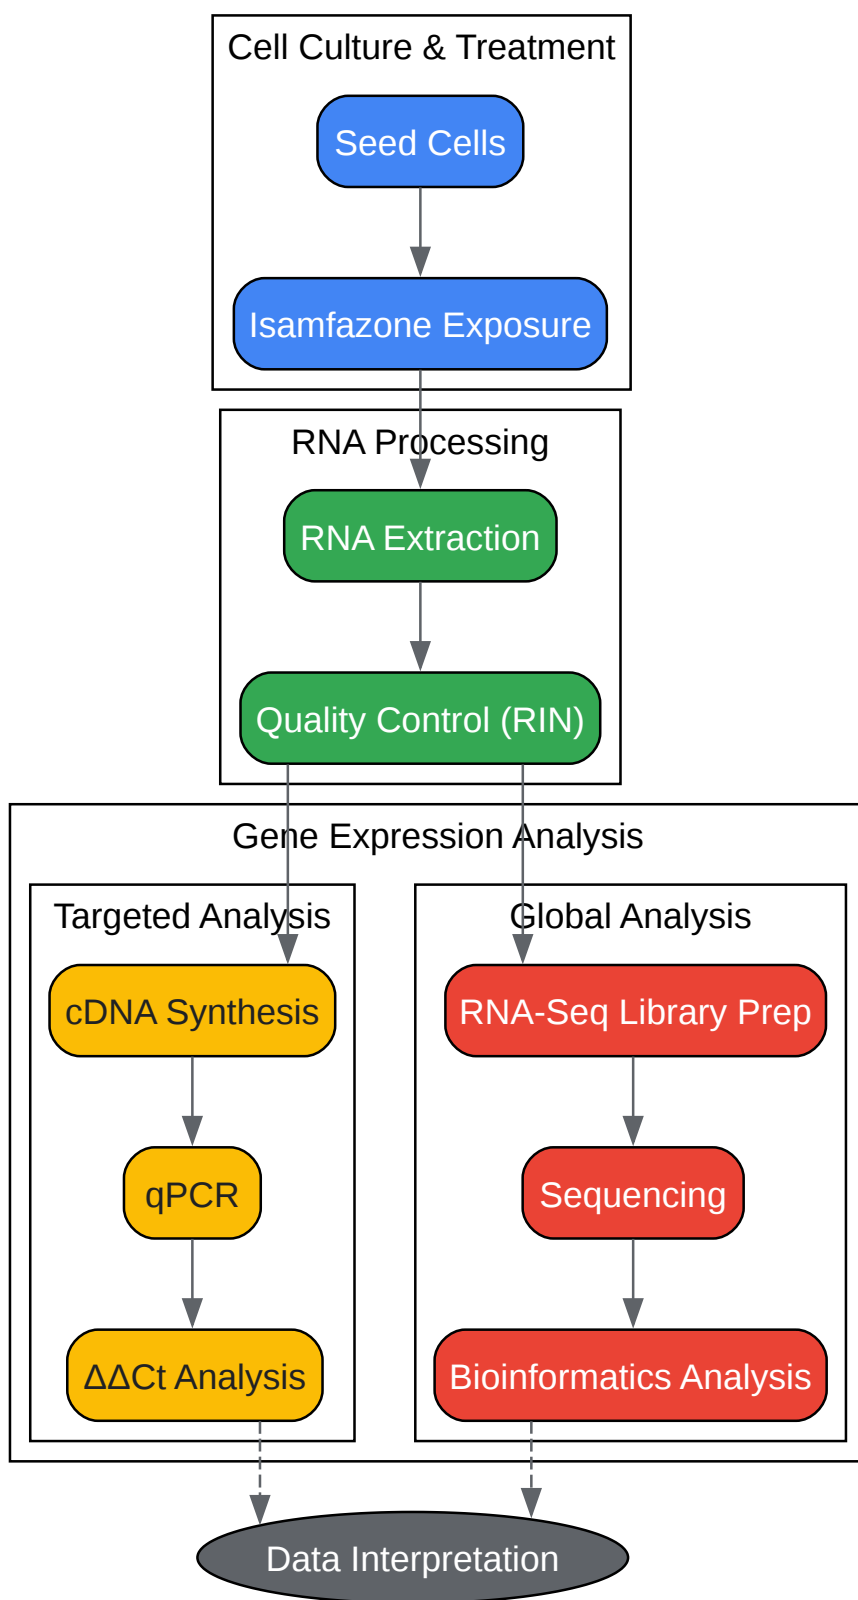 Cell Culture & Treatment
Seed Cells
Isamfazone Exposure
RNA Processing
RNA Extraction
Quality Control (RIN)
Gene Expression Analysis
Targeted Analysis
cDNA Synthesis
qPCR
ΔΔCt Analysis
Global Analysis
RNA-Seq Library Prep
Sequencing
Bioinformatics Analysis
Data Interpretation